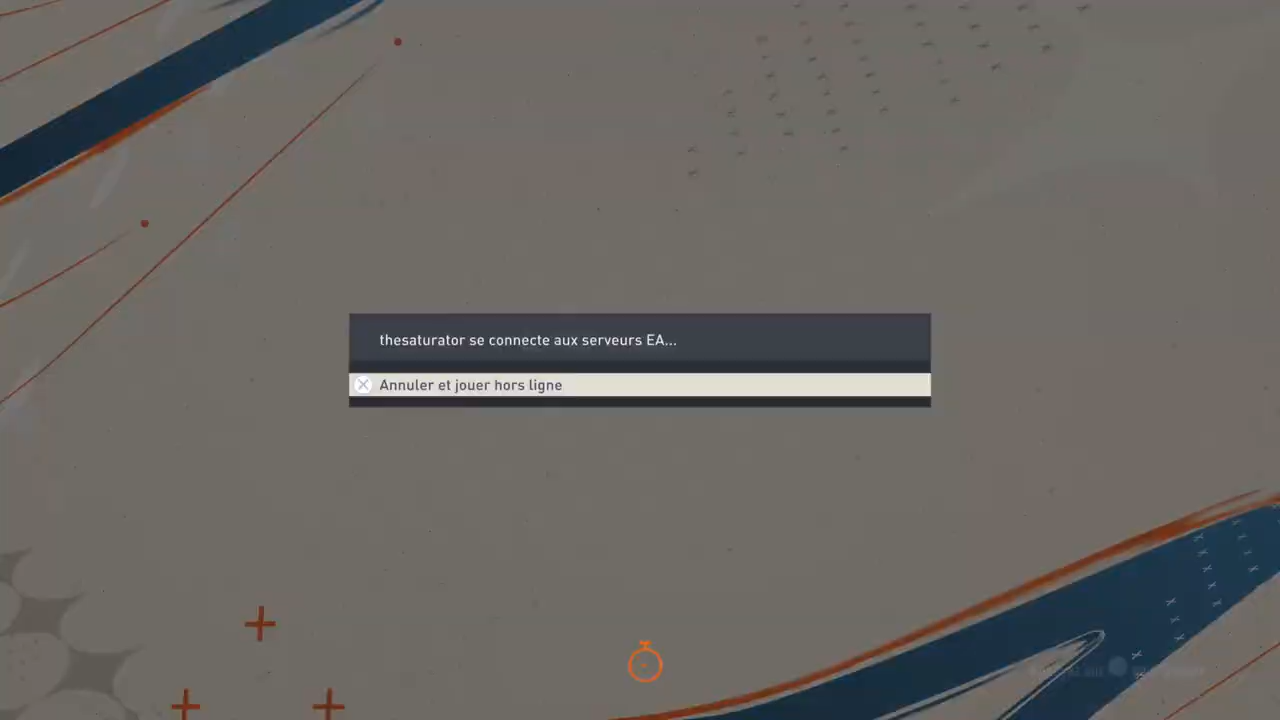 thesaturator se connecte aux serveurs EA...
Annuler et jouer hors ligne